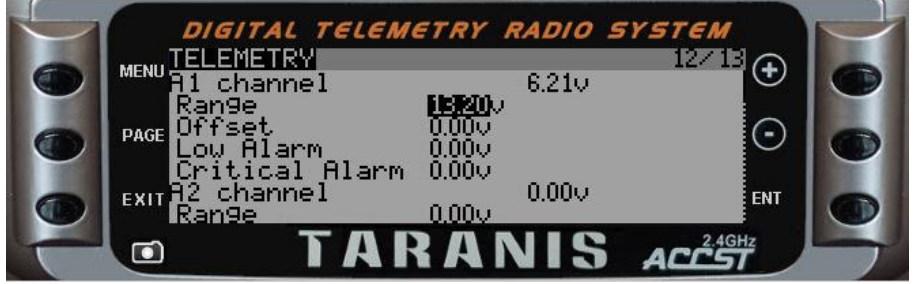 DIGITAL TELEMETRY RADIO SYSTEM
MENU
PAGE
EXIT
TELEMETRY 12/13
A1 channel 6.21v
Range 13.20v
Offset 0.00v
Low Alarm 0.00v
Critical Alarm 0.00v
A2 channel 0.00v
Range 0.00v
+
-
ENT
TARANIS
2.4GHz
ACCST